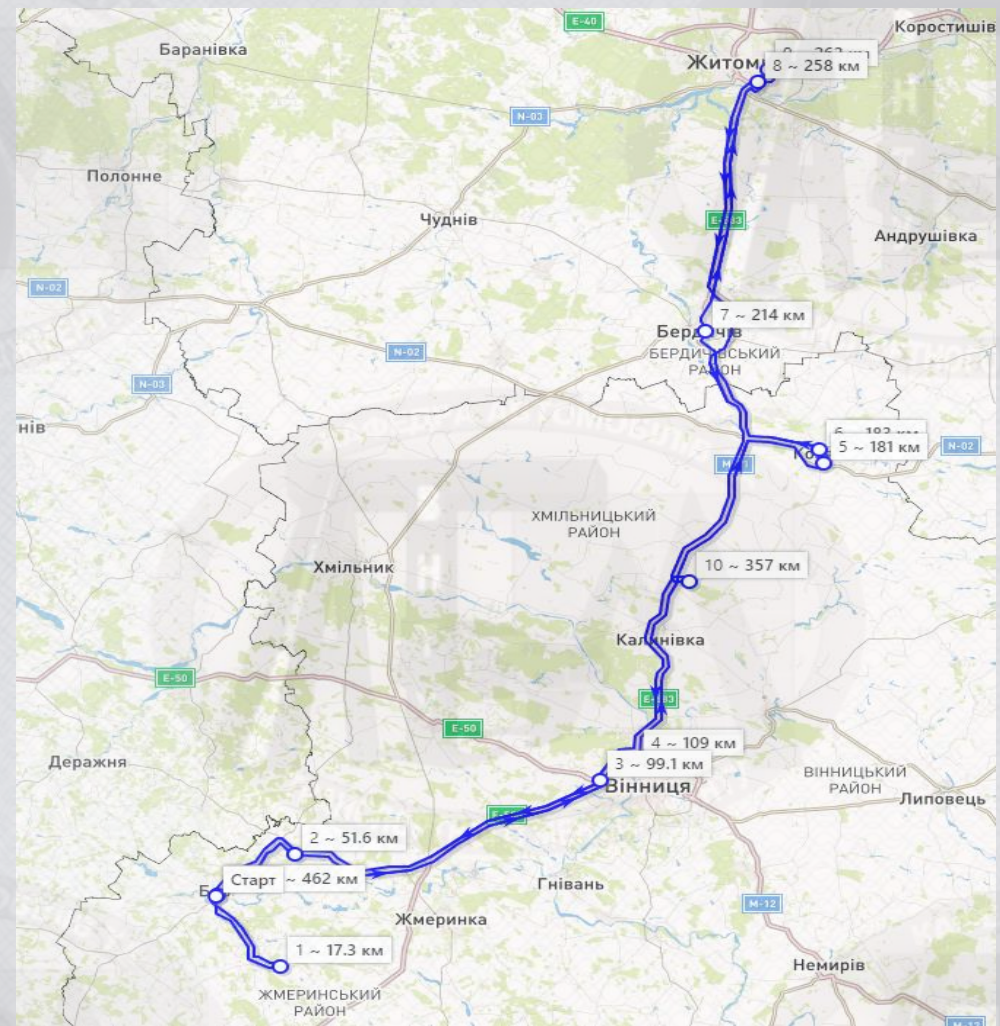 E-40
Коростишів
Баранівка
Житом
8 ~ 258 км
N-03
Полонне
Чуднів
Андрушівка
N-02
7 ~ 214 км
Бердичів
БЕРДИЧІВСЬКИЙ
РАЙОН
N-02
N-03
нів
5 ~ 181 км
N-02
ХМІЛЬНИЦЬКИЙ
РАЙОН
Хмільник
10 ~ 357 км
Калинівка
E-50
E-50
4 ~ 109 км
3 ~ 99.1 км
Деражня
Вінниця
ВІННИЦЬКИЙ
РАЙОН
Липовець
2 ~ 51.6 км
Старт ~ 462 км
Гнівань
M-12
Жмеринка
1 ~ 17.3 км
Немирів
ЖМЕРИНСЬКИЙ
РАЙОН